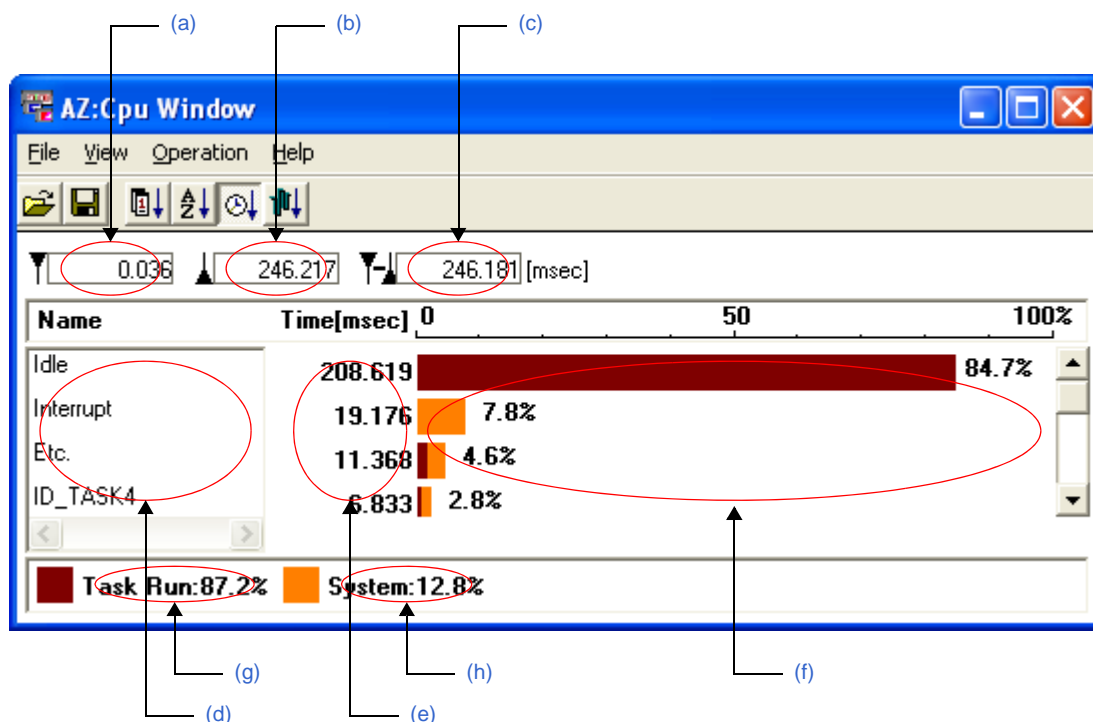 (a) (b) (c)
AZ:Cpu Window
File View Operation Help
0.036 246.217 246.181 [msec]
Name Time[msec] 0 50 100%
Idle 208.619 84.7%
Interrupt 19.176 7.8%
Etc. 11.368 4.6%
ID_TASK4 6.833 2.8%
Task Run:87.2% System:12.8%
(g) (h) (f)
(d) (e)